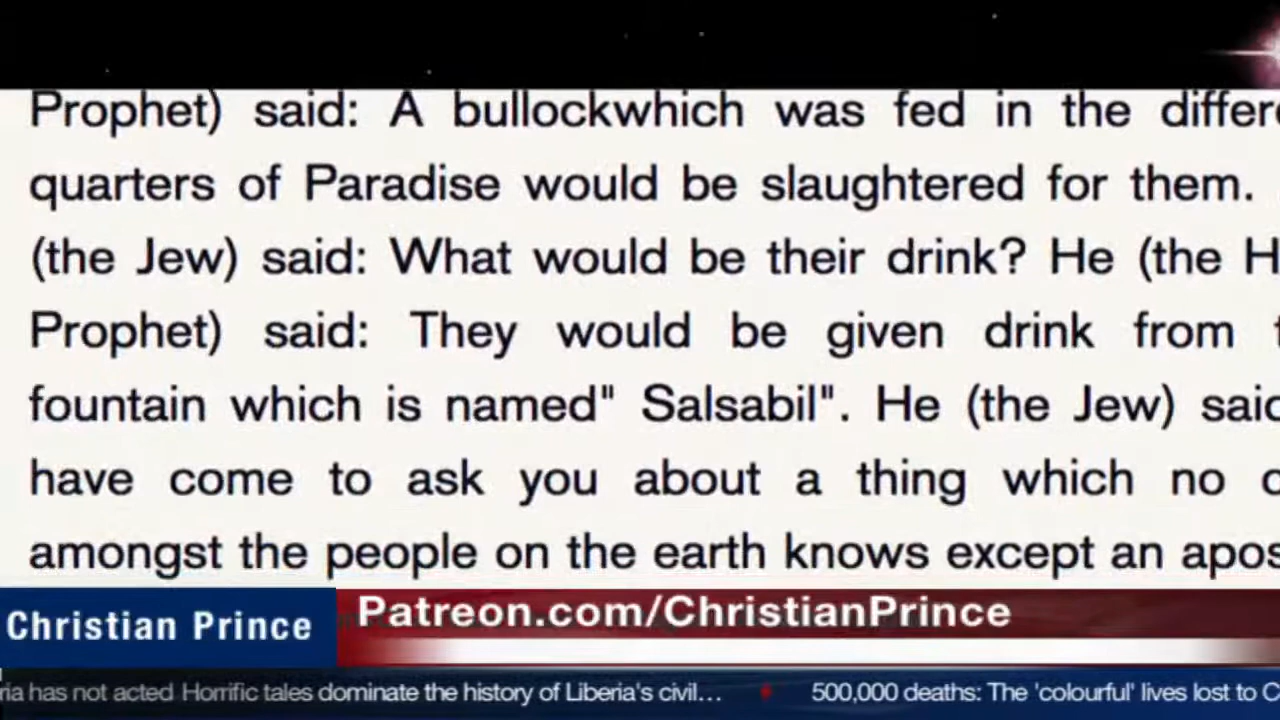 Prophet) said: A bullockwhich was fed in the differe
quarters of Paradise would be slaughtered for them.
(the Jew) said: What would be their drink? He (the H
Prophet) said: They would be given drink from t
fountain which is named" Salsabil". He (the Jew) said
have come to ask you about a thing which no o
amongst the people on the earth knows except an apos
Christian Prince
Patreon.com/ChristianPrince
ria has not acted Horrific tales dominate the history of Liberia's civil... 500,000 deaths: The 'colourful' lives lost to C